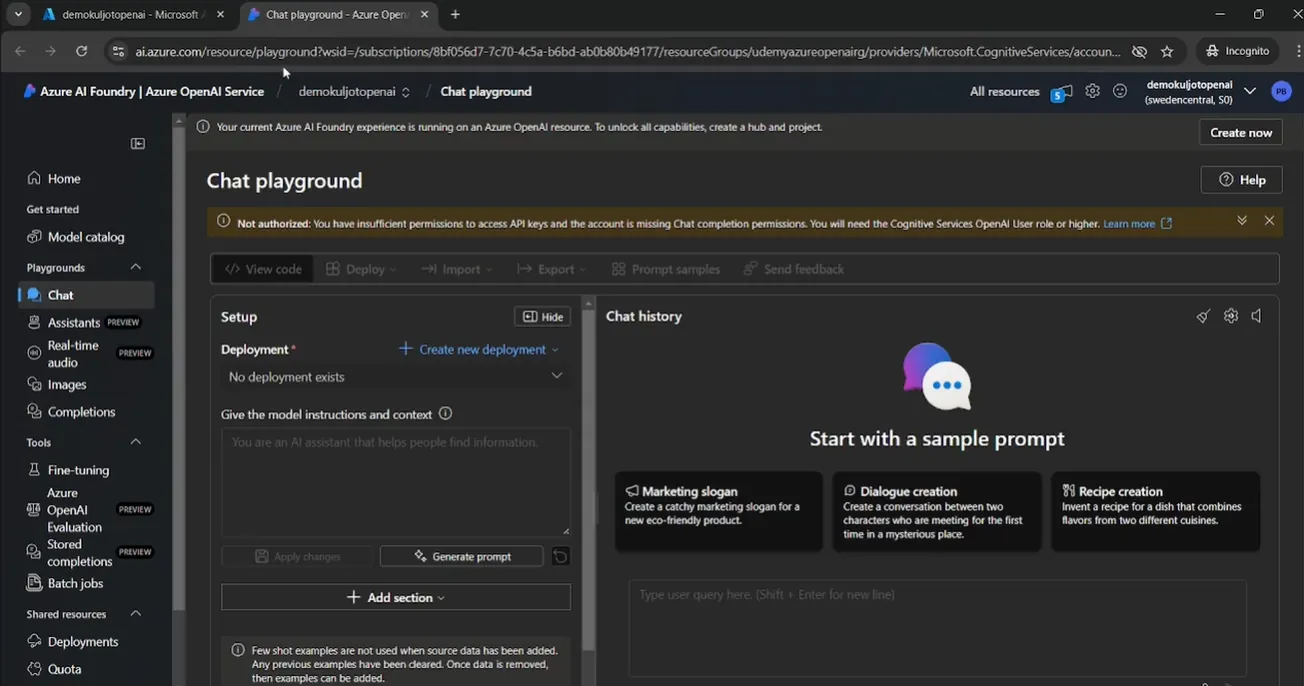 demokuljotopenai - Microsoft
Chat playground - Azure Open
ai.azure.com/resource/playground?wsid=/subscriptions/8bf056d7-7c70-4c5a-b6bd-ab0b80b49177/resourceGroups/udemyazureopenairg/providers/Microsoft.CognitiveServices/accoun...
Incognito
Azure AI Foundry | Azure OpenAI Service / demokuljotopenai / Chat playground
All resources
5
demokuljotopenai
(swedencentral, S0)
PB
Your current Azure AI Foundry experience is running on an Azure OpenAI resource. To unlock all capabilities, create a hub and project.
Create now
Home
Get started
Model catalog
Playgrounds
Chat
Assistants PREVIEW
Real-time
audio
PREVIEW
Images
Completions
Tools
Fine-tuning
Azure
OpenAI
Evaluation
PREVIEW
Stored
completions
PREVIEW
Batch jobs
Shared resources
Deployments
Quota
Chat playground
Help
Not authorized: You have insufficient permissions to access API keys and the account is missing Chat completion permissions. You will need the Cognitive Services OpenAI User role or higher. Learn more
View code
Deploy
Import
Export
Prompt samples
Send feedback
Setup
Hide
Deployment *
Create new deployment
No deployment exists
Give the model instructions and context
You are an AI assistant that helps people find information.
Apply changes
Generate prompt
Add section
Few shot examples are not used when source data has been added.
Any previous examples have been cleared. Once data is removed,
then examples can be added.
Chat history
Start with a sample prompt
Marketing slogan
Create a catchy marketing slogan for a
new eco-friendly product.
Dialogue creation
Create a conversation between two
characters who are meeting for the first
time in a mysterious place.
Recipe creation
Invent a recipe for a dish that combines
flavors from two different cuisines.
Type user query here. (Shift + Enter for new line)